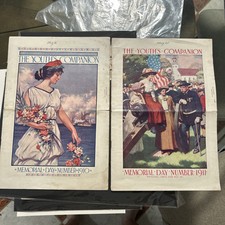 THE YOUTH'S COMPANION
MEMORIAL DAY NUMBER 1910
THE YOUTH'S COMPANION
MEMORIAL DAY NUMBER 1911